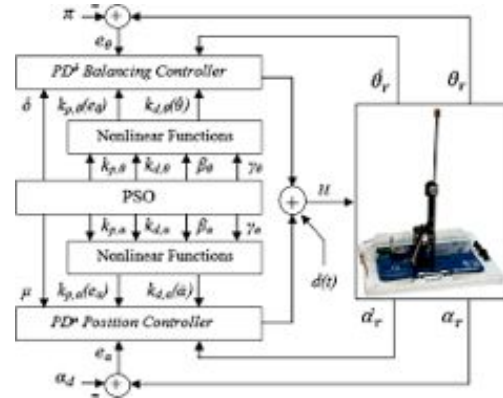 π
e_θ
PD^δ Balancing Controller
θ̇_r θ_r
δ k_{p,θ}(e_θ) k_{d,θ}(θ̇)
Nonlinear Functions
k_{p,θ} k_{d,θ} β_θ γ_θ
PSO
u
k_{p,α} k_{d,α} β_α γ_α
Nonlinear Functions
d(t)
μ k_{p,α}(e_α) k_{d,α}(α̇)
PD^μ Position Controller
α̇_r α_r
e_α
α_d